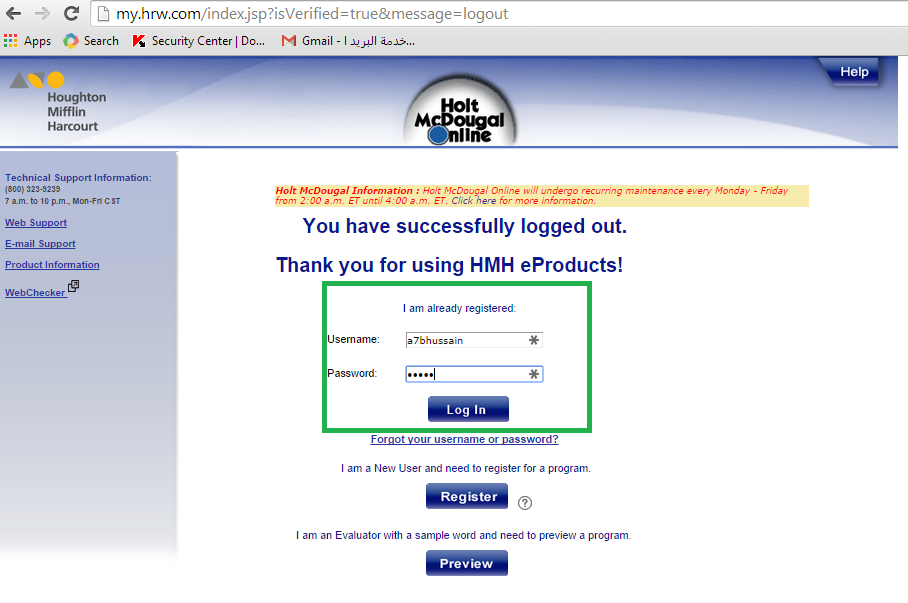 my.hrw.com/index.jsp?isVerified=true&message=logout
Apps Search Security Center | Do... Gmail - خدمة البريد ا...
Houghton
Mifflin
Harcourt
Holt
McDougal
Online
Help
Technical Support Information:
(800) 323-9239
7 a.m. to 10 p.m., Mon-Fri CST
Web Support
E-mail Support
Product Information
WebChecker
Holt McDougal Information : Holt McDougal Online will undergo recurring maintenance every Monday - Friday
from 2:00 a.m. ET until 4:00 a.m. ET. Click here for more information.
You have successfully logged out.
Thank you for using HMH eProducts!
I am already registered:
Username: a7bhussain
Password: •••••
Log In
Forgot your username or password?
I am a New User and need to register for a program.
Register ?
I am an Evaluator with a sample word and need to preview a program.
Preview